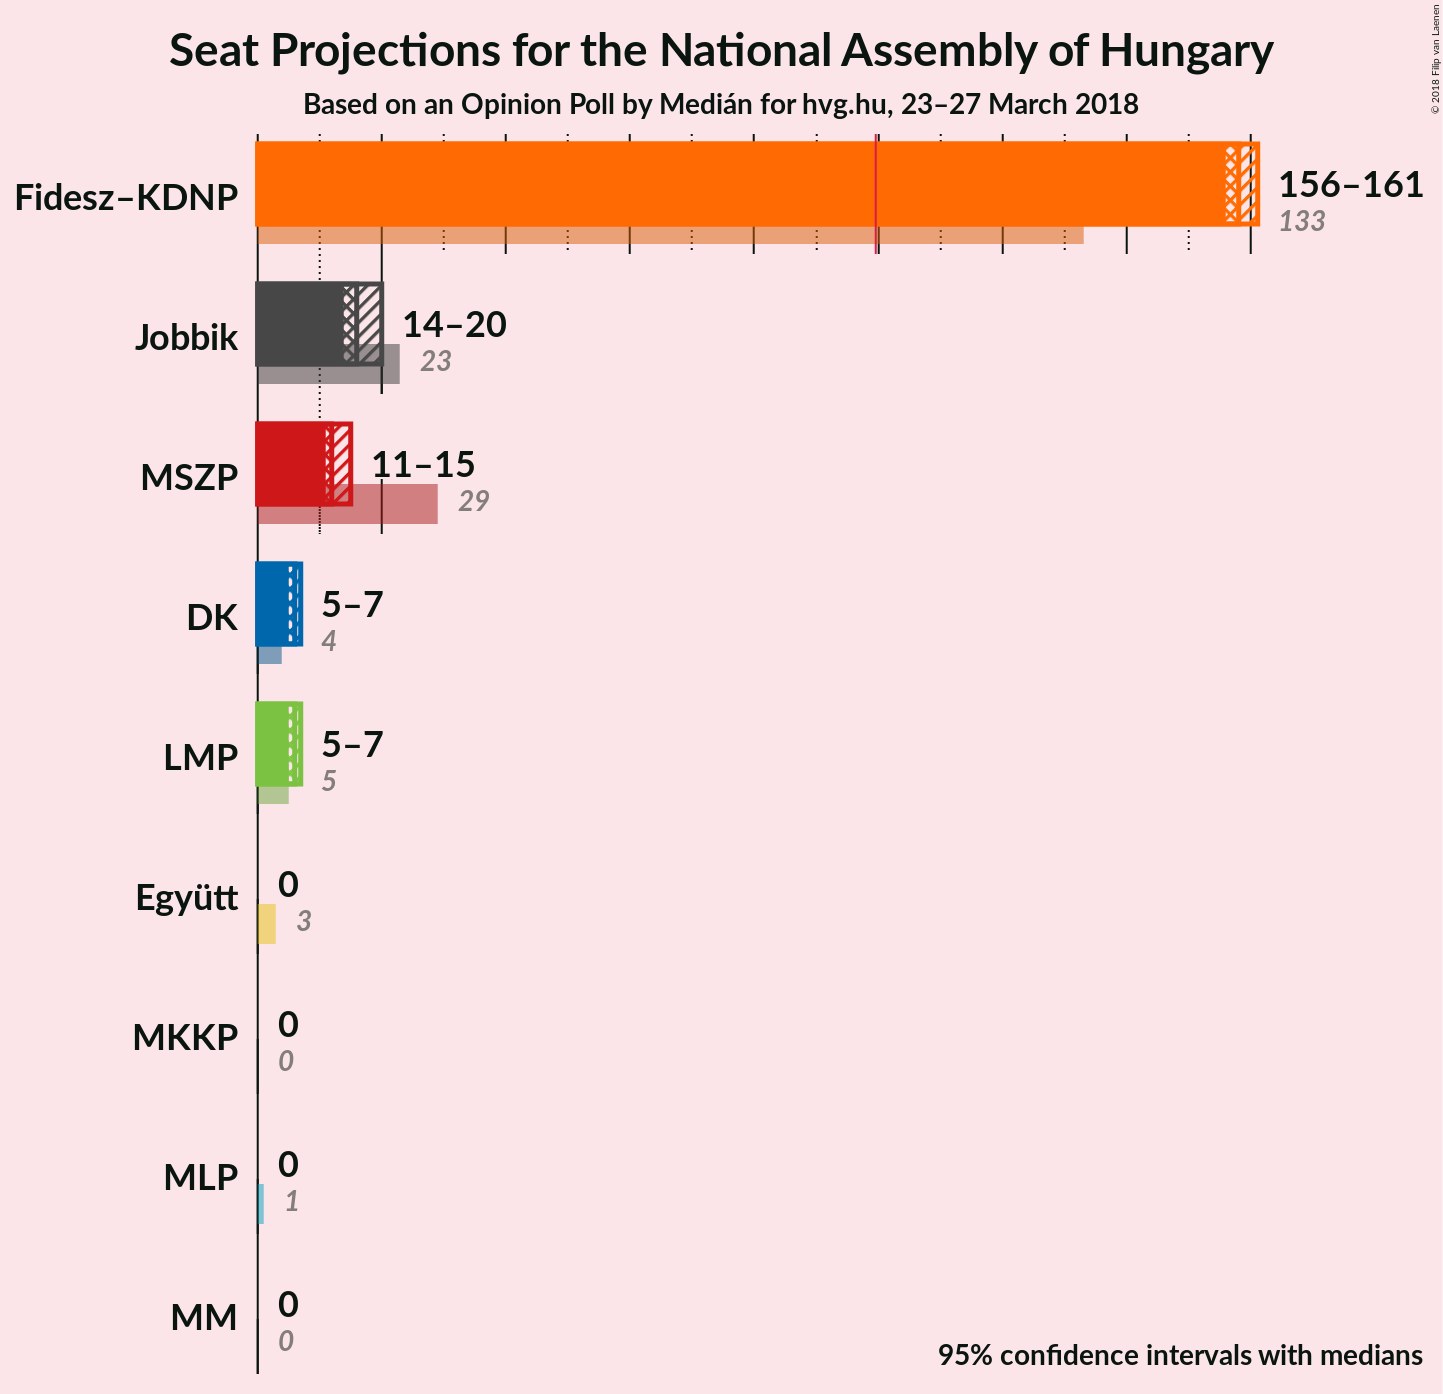 Seat Projections for the National Assembly of Hungary
Based on an Opinion Poll by Medián for hvg.hu, 23–27 March 2018
© 2018 Filip van Laenen
Fidesz–KDNP
156–161
133
Jobbik
14–20
23
MSZP
11–15
29
DK
5–7
4
LMP
5–7
5
Együtt
0
3
MKKP
0
0
MLP
0
1
MM
0
0
95% confidence intervals with medians